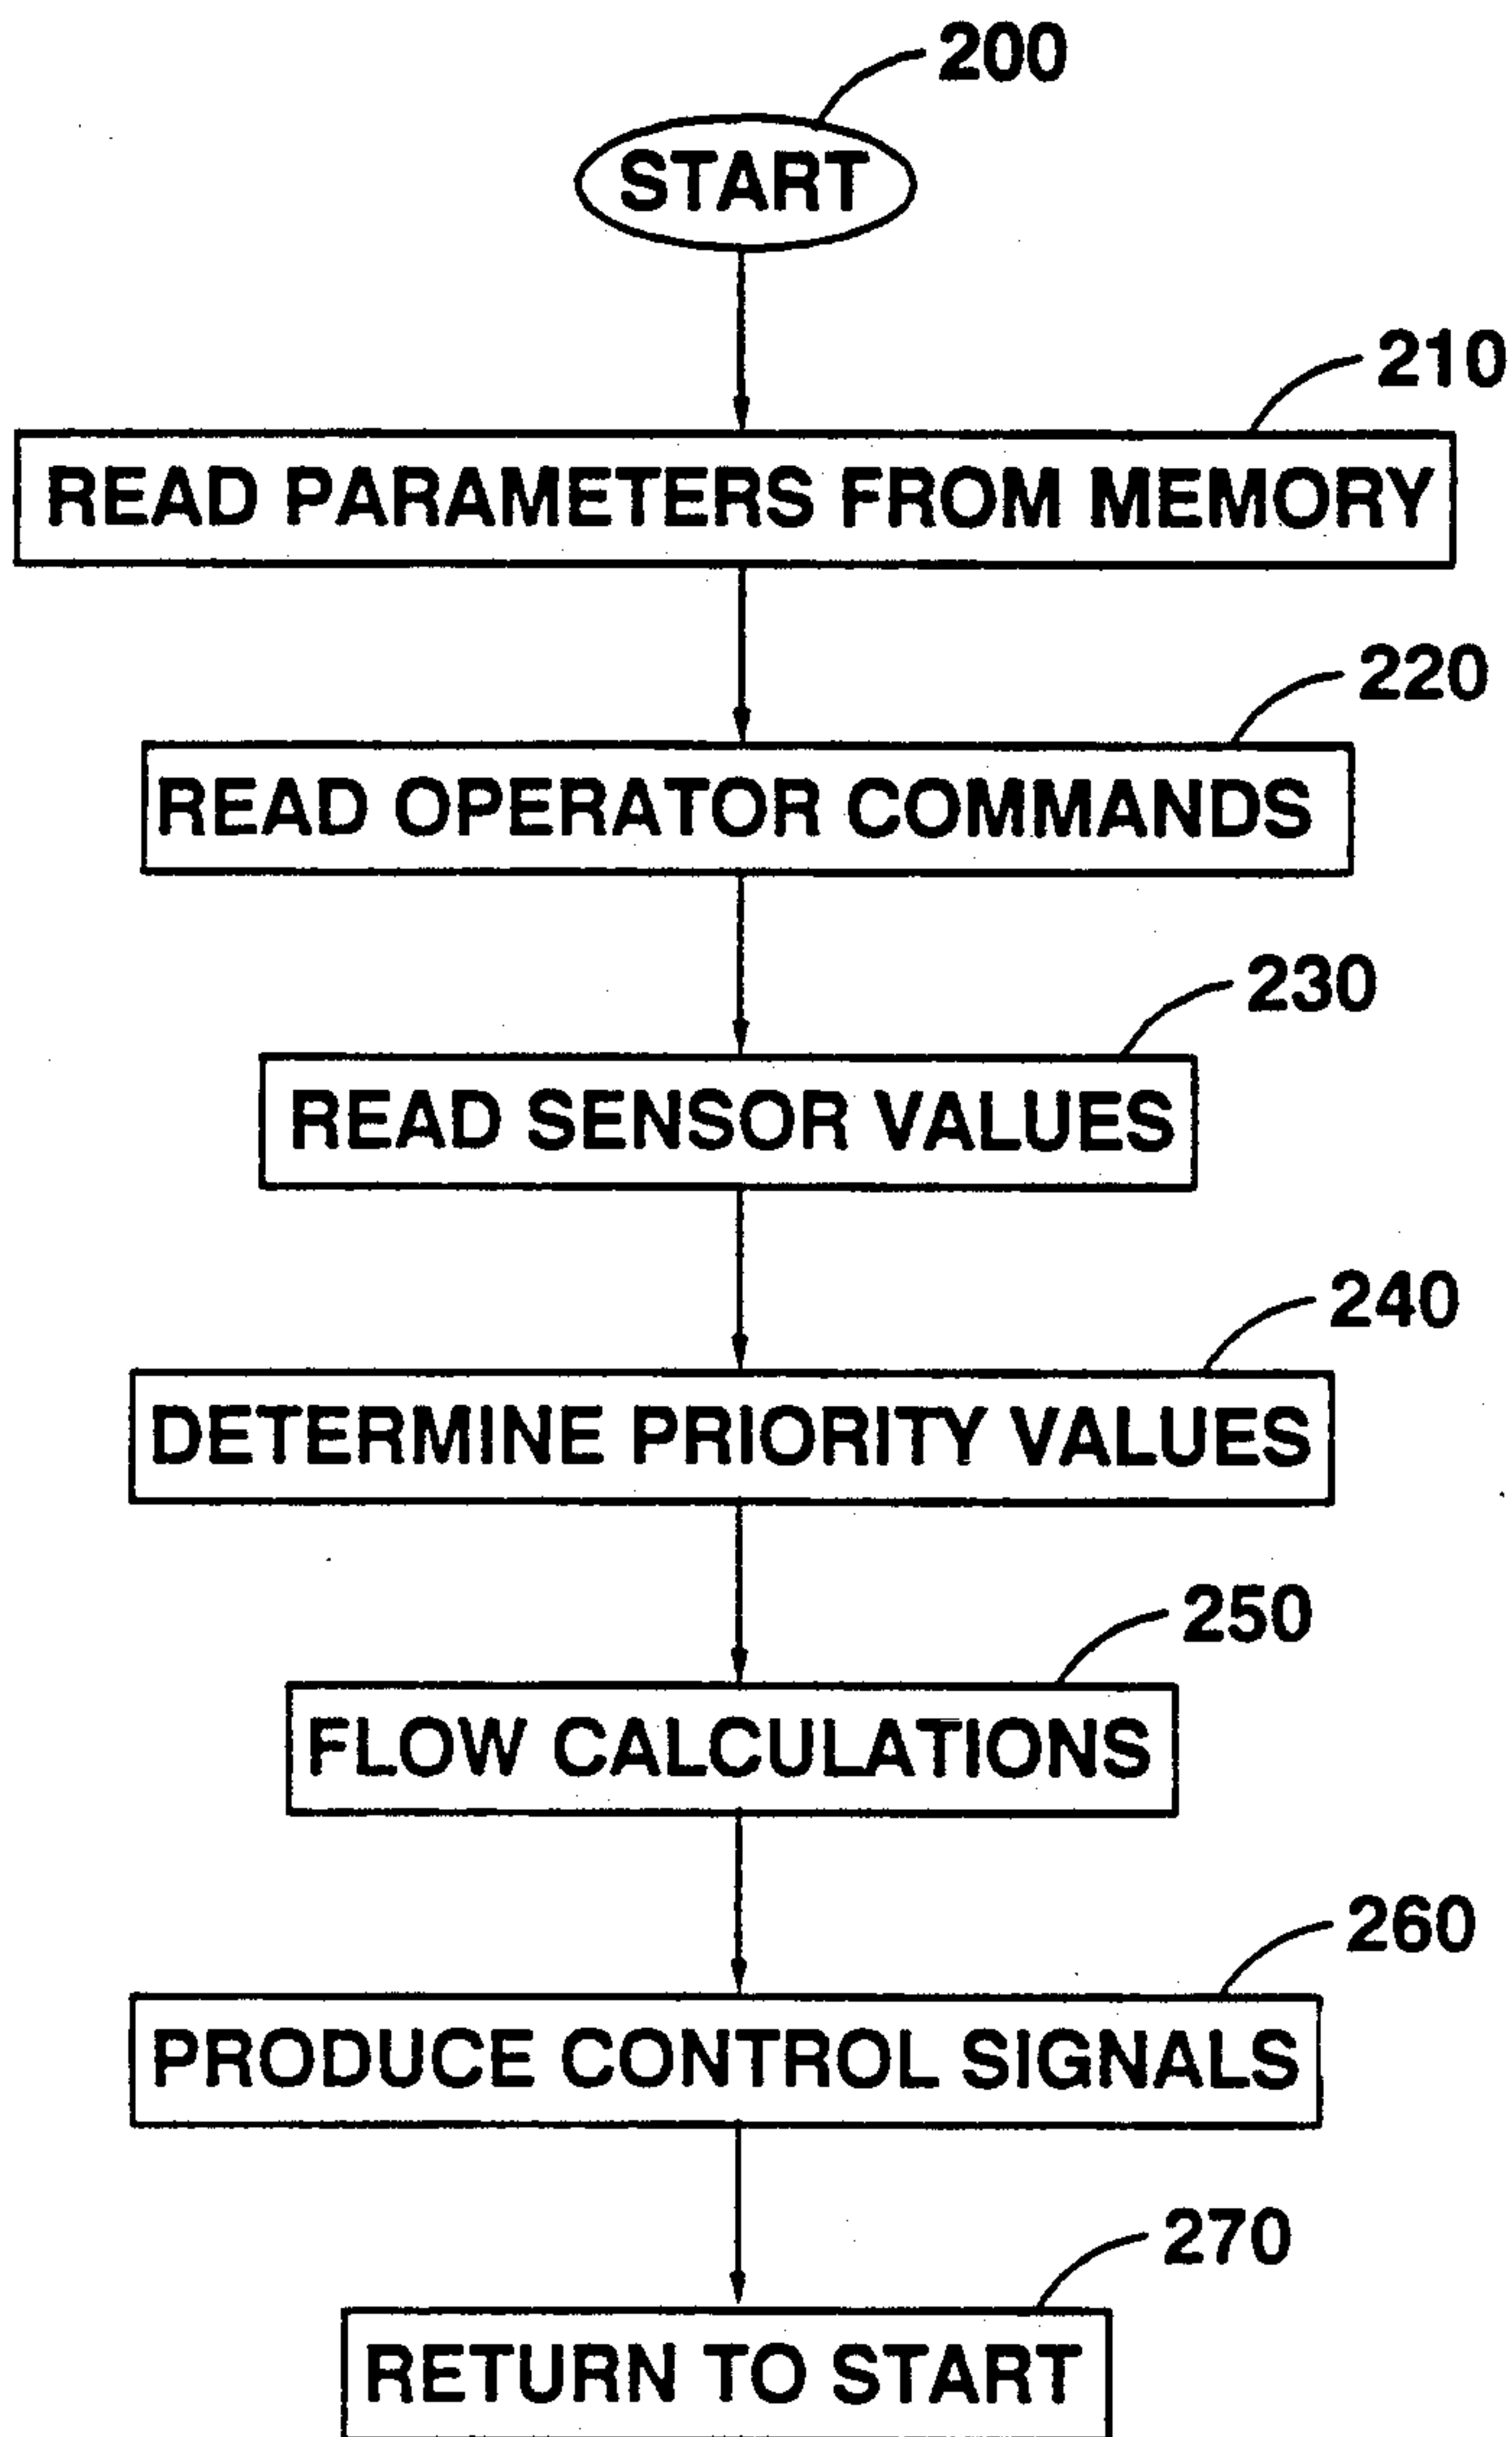 200
START
210
READ PARAMETERS FROM MEMORY
220
READ OPERATOR COMMANDS
230
READ SENSOR VALUES
240
DETERMINE PRIORITY VALUES
250
FLOW CALCULATIONS
260
PRODUCE CONTROL SIGNALS
270
RETURN TO START